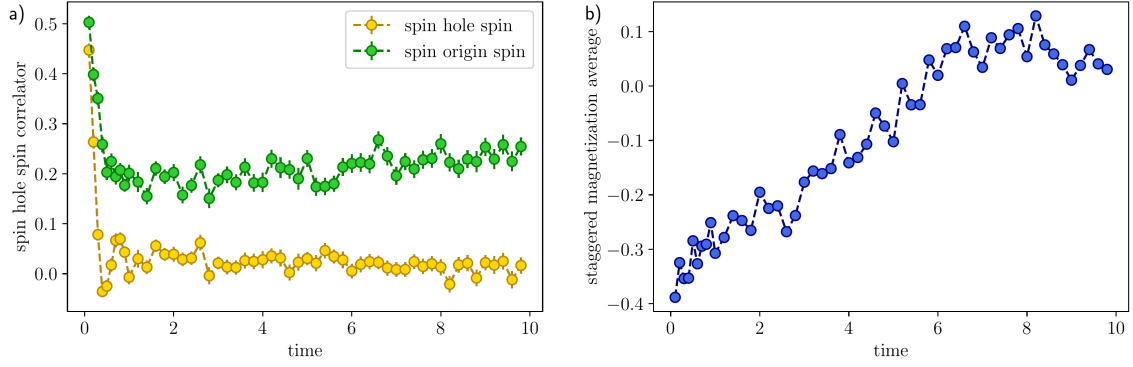 a)
spin hole spin correlator
0.5
0.4
0.3
0.2
0.1
0.0
spin hole spin
spin origin spin
0 2 4 6 8 10
time
b)
staggered magnetization average
0.1
0.0
−0.1
−0.2
−0.3
−0.4
0 2 4 6 8 10
time